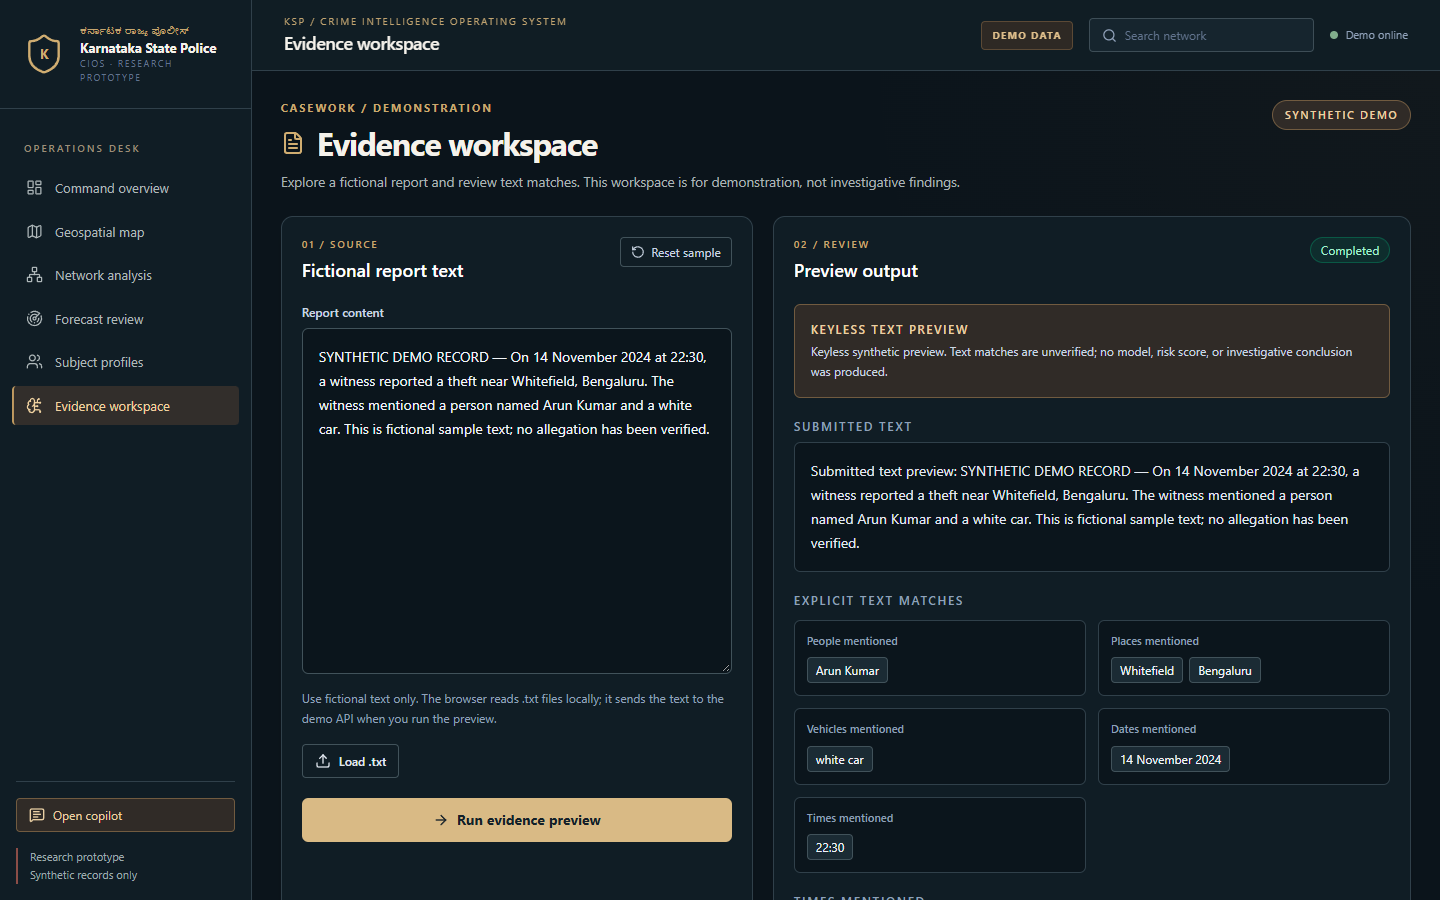 ಕರ್ನಾಟಕ ರಾಜ್ಯ ಪೊಲೀಸ್
Karnataka State Police
CIOS · RESEARCH
PROTOTYPE
OPERATIONS DESK
Command overview
Geospatial map
Network analysis
Forecast review
Subject profiles
Evidence workspace
Open copilot
Research prototype
Synthetic records only
KSP / CRIME INTELLIGENCE OPERATING SYSTEM
Evidence workspace
DEMO DATA
Search network
Demo online
CASEWORK / DEMONSTRATION
Evidence workspace
Explore a fictional report and review text matches. This workspace is for demonstration, not investigative findings.
SYNTHETIC DEMO
01 / SOURCE
Fictional report text
Reset sample
Report content
SYNTHETIC DEMO RECORD — On 14 November 2024 at 22:30,
a witness reported a theft near Whitefield, Bengaluru. The
witness mentioned a person named Arun Kumar and a white
car. This is fictional sample text; no allegation has been verified.
Use fictional text only. The browser reads .txt files locally; it sends the text to the
demo API when you run the preview.
Load .txt
Run evidence preview
02 / REVIEW
Preview output
Completed
KEYLESS TEXT PREVIEW
Keyless synthetic preview. Text matches are unverified; no model, risk score, or investigative conclusion
was produced.
SUBMITTED TEXT
Submitted text preview: SYNTHETIC DEMO RECORD — On 14 November 2024 at 22:30, a
witness reported a theft near Whitefield, Bengaluru. The witness mentioned a person
named Arun Kumar and a white car. This is fictional sample text; no allegation has been
verified.
EXPLICIT TEXT MATCHES
People mentioned
Arun Kumar
Places mentioned
Whitefield
Bengaluru
Vehicles mentioned
white car
Dates mentioned
14 November 2024
Times mentioned
22:30
TIMES MENTIONED
K